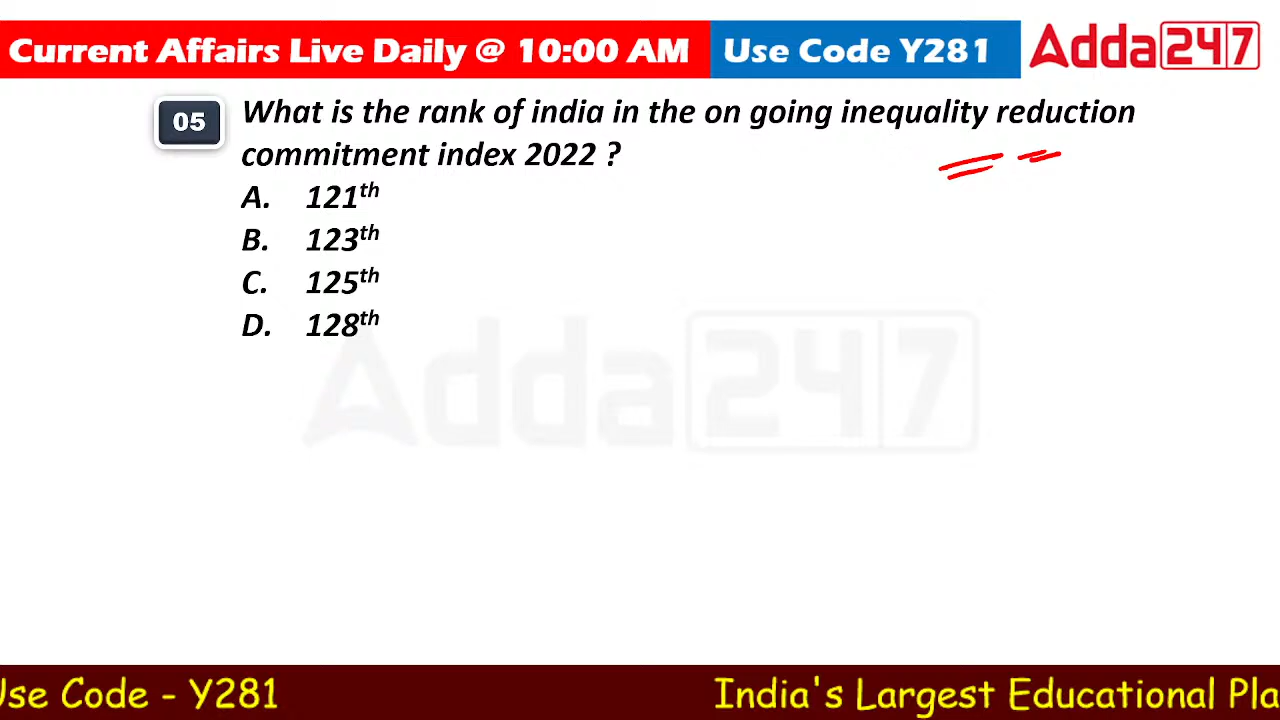 Current Affairs Live Daily @ 10:00 AM
Use Code Y281
Adda247
05
What is the rank of india in the on going inequality reduction
commitment index 2022 ?
A. 121th
B. 123th
C. 125th
D. 128th
Adda247
Use Code - Y281
India's Largest Educational Pla